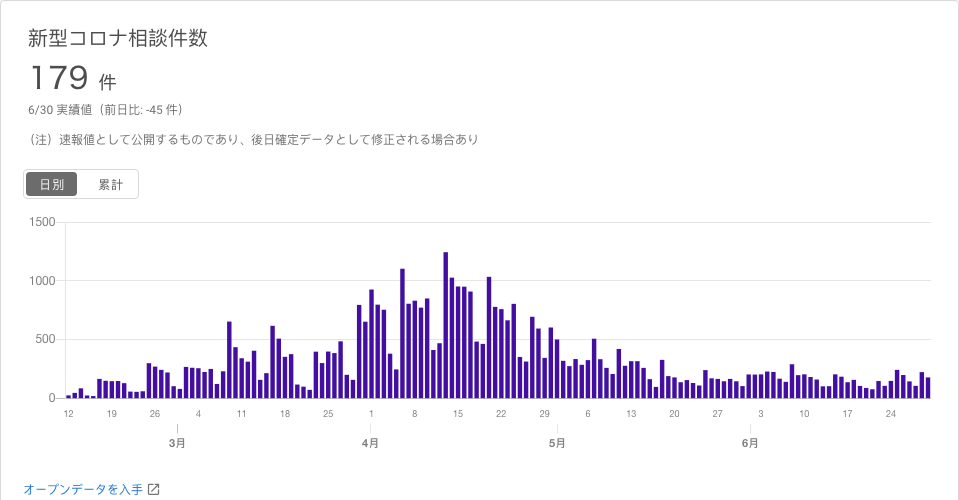 新型コロナ相談件数
179 件
6/30 実績値（前日比: -45 件）
（注）速報値として公開するものであり、後日確定データとして修正される場合あり
日別 累計
1500
1000
500
0
12 19 26 4 11 18 25 1 8 15 22 29 6 13 20 27 3 10 17 24
3月 4月 5月 6月
オープンデータを入手